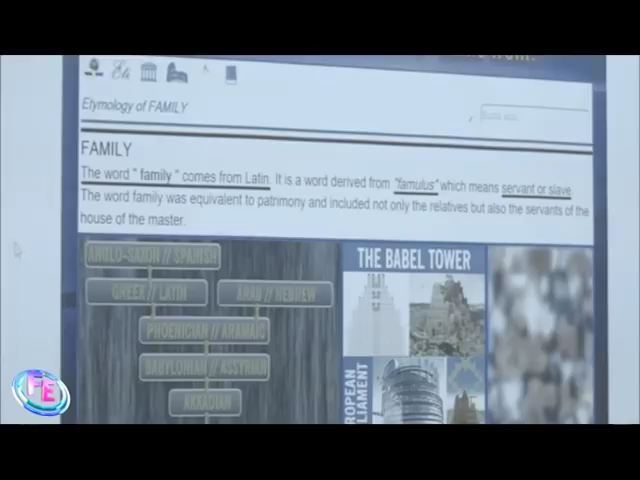 Etymology of FAMILY
FAMILY
The word " family " comes from Latin. It is a word derived from "famulus" which means servant or slave.
The word family was equivalent to patrimony and included not only the relatives but also the servants of the
house of the master.
ANGLO-SAXON // SPANISH
GREEK // LATIN
ARAB // HEBREW
PHOENICIAN // ARAMAIC
BABYLONIAN // ASSYRIAN
AKKADIAN
THE BABEL TOWER
FE